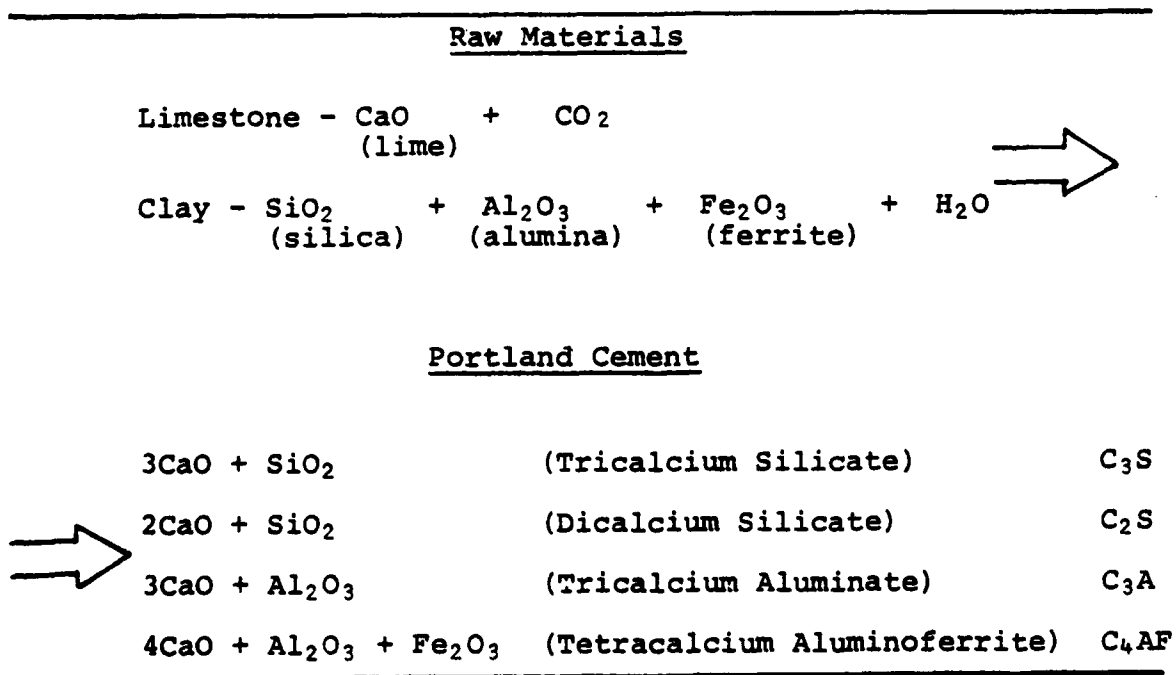 Raw Materials
Limestone - CaO + CO₂
(lime)
Clay - SiO₂ + Al₂O₃ + Fe₂O₃ + H₂O
(silica) (alumina) (ferrite)
Portland Cement
3CaO + SiO₂ (Tricalcium Silicate) C₃S
2CaO + SiO₂ (Dicalcium Silicate) C₂S
3CaO + Al₂O₃ (Tricalcium Aluminate) C₃A
4CaO + Al₂O₃ + Fe₂O₃ (Tetracalcium Aluminoferrite) C₄AF